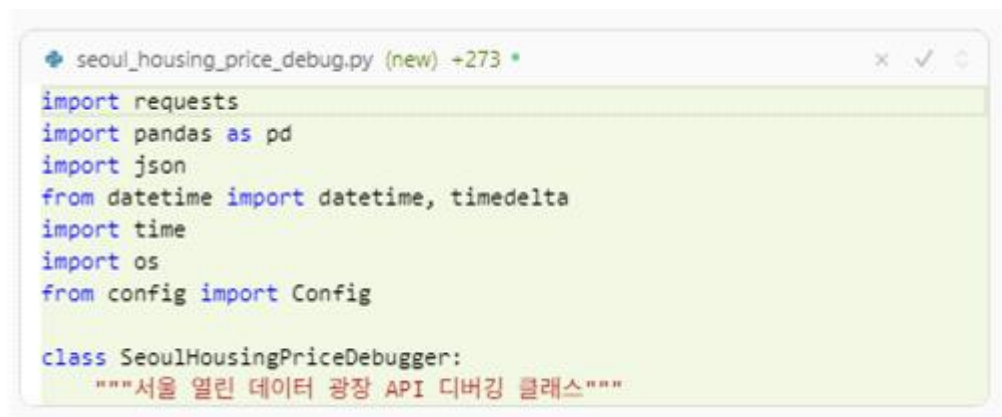 seoul_housing_price_debug.py (new) +273
import requests
import pandas as pd
import json
from datetime import datetime, timedelta
import time
import os
from config import Config
class SeoulHousingPriceDebugger:
"""서울 열린 데이터 광장 API 디버깅 클래스"""